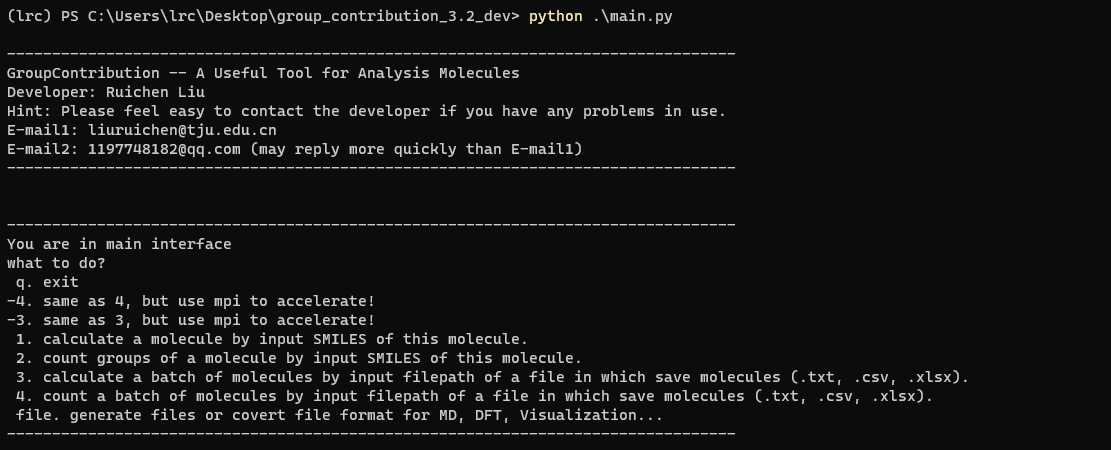 (lrc) PS C:\Users\lrc\Desktop\group_contribution_3.2_dev> python .\main.py
---------------------------------------------------------------------------------
GroupContribution -- A Useful Tool for Analysis Molecules
Developer: Ruichen Liu
Hint: Please feel easy to contact the developer if you have any problems in use.
E-mail1: liuruichen@tju.edu.cn
E-mail2: 1197748182@qq.com (may reply more quickly than E-mail1)
---------------------------------------------------------------------------------
---------------------------------------------------------------------------------
You are in main interface
what to do?
 q. exit
-4. same as 4, but use mpi to accelerate!
-3. same as 3, but use mpi to accelerate!
 1. calculate a molecule by input SMILES of this molecule.
 2. count groups of a molecule by input SMILES of this molecule.
 3. calculate a batch of molecules by input filepath of a file in which save molecules (.txt, .csv, .xlsx).
 4. count a batch of molecules by input filepath of a file in which save molecules (.txt, .csv, .xlsx).
 file. generate files or covert file format for MD, DFT, Visualization...
---------------------------------------------------------------------------------